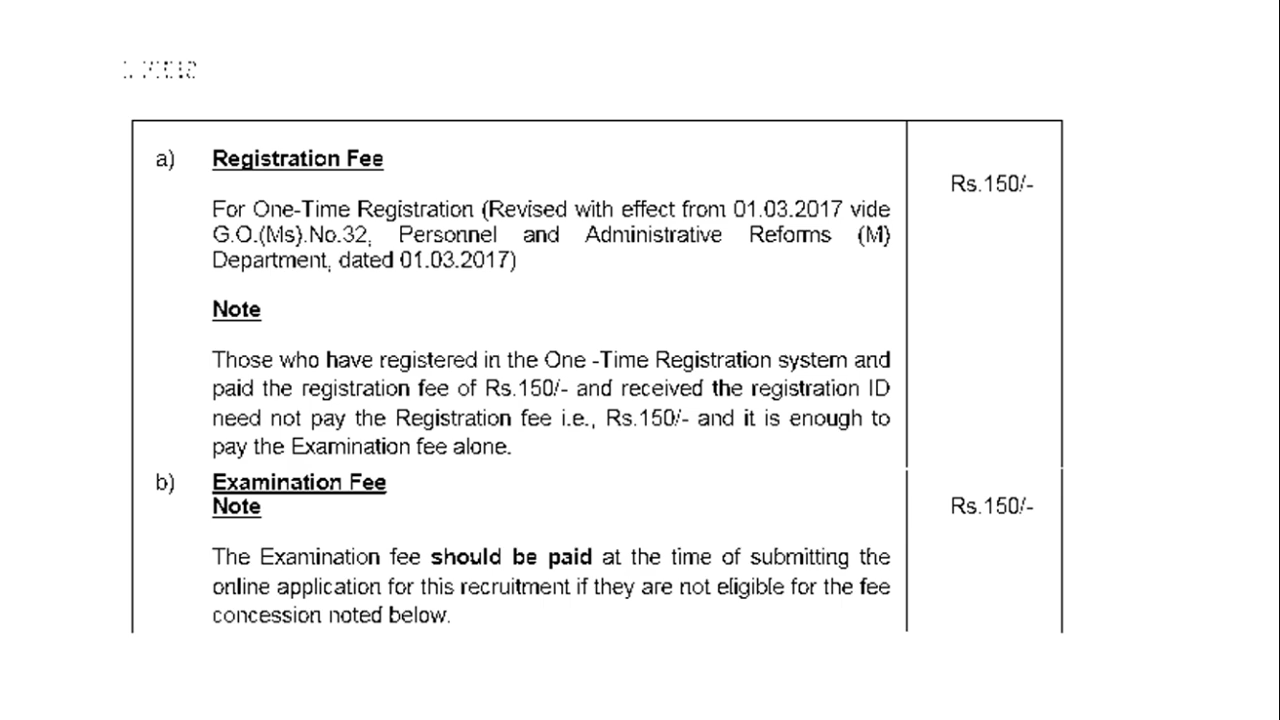 a) Registration Fee
Rs.150/-
For One-Time Registration (Revised with effect from 01.03.2017 vide
G.O.(Ms).No.32, Personnel and Administrative Reforms (M)
Department, dated 01.03.2017)
Note
Those who have registered in the One -Time Registration system and
paid the registration fee of Rs.150/- and received the registration ID
need not pay the Registration fee i.e., Rs.150/- and it is enough to
pay the Examination fee alone.
b) Examination Fee
Note
Rs.150/-
The Examination fee should be paid at the time of submitting the
online application for this recruitment if they are not eligible for the fee
concession noted below.